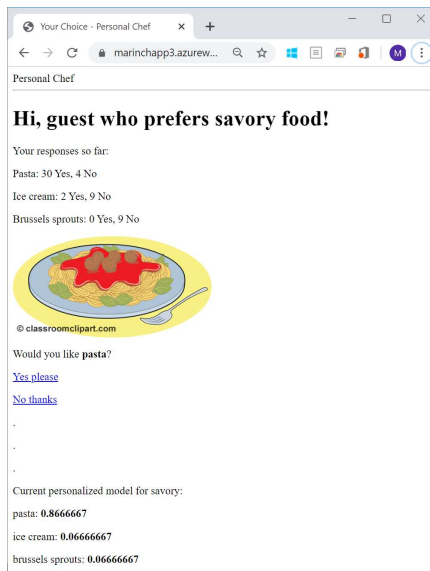 Your Choice - Personal Chef
marinchapp3.azurew...
M
Personal Chef
Hi, guest who prefers savory food!
Your responses so far:
Pasta: 30 Yes, 4 No
Ice cream: 2 Yes, 9 No
Brussels sprouts: 0 Yes, 9 No
© classroomclipart.com
Would you like pasta?
Yes please
No thanks
.
.
.
Current personalized model for savory:
pasta: 0.8666667
ice cream: 0.06666667
brussels sprouts: 0.06666667